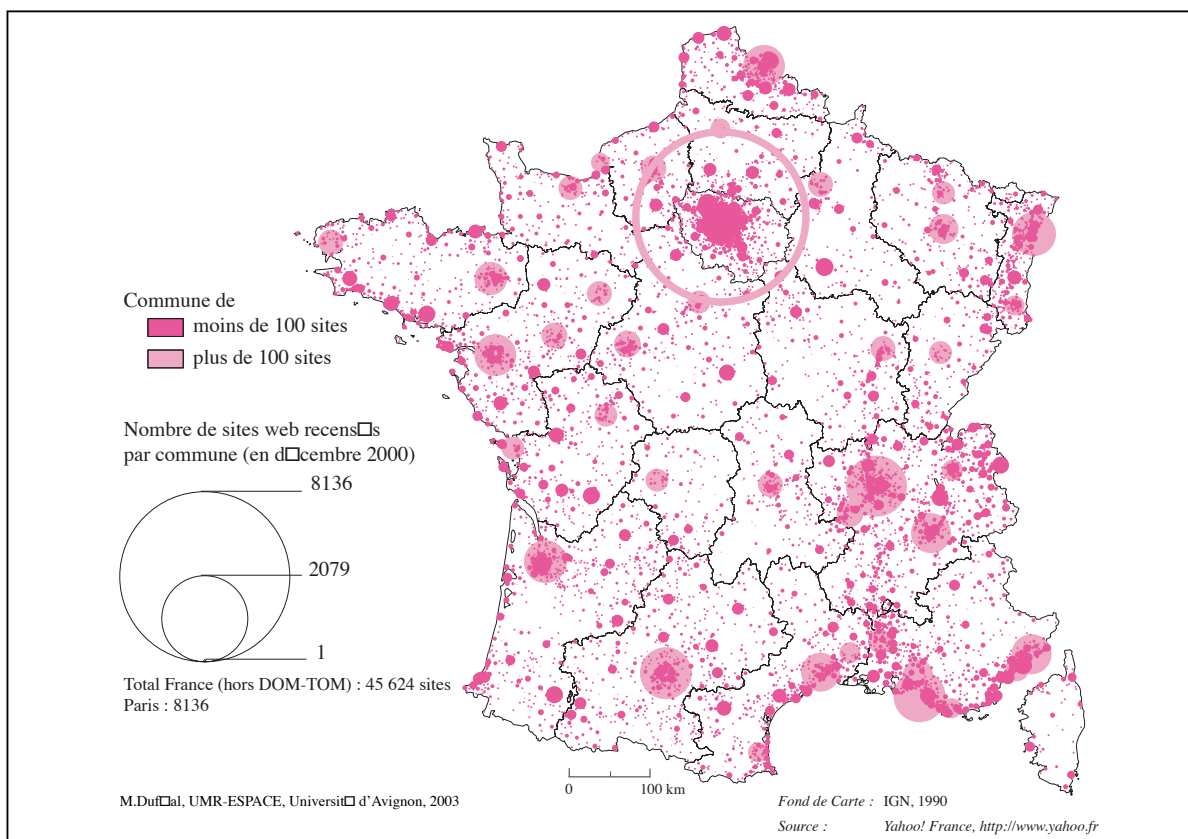 Commune de
moins de 100 sites
plus de 100 sites
Nombre de sites web recens□s
par commune (en d□cembre 2000)
8136
2079
1
Total France (hors DOM-TOM) : 45 624 sites
Paris : 8136
0 100 km
M.Duf□al, UMR-ESPACE, Universit□ d'Avignon, 2003
Fond de Carte : IGN, 1990
Source : Yahoo! France, http://www.yahoo.fr